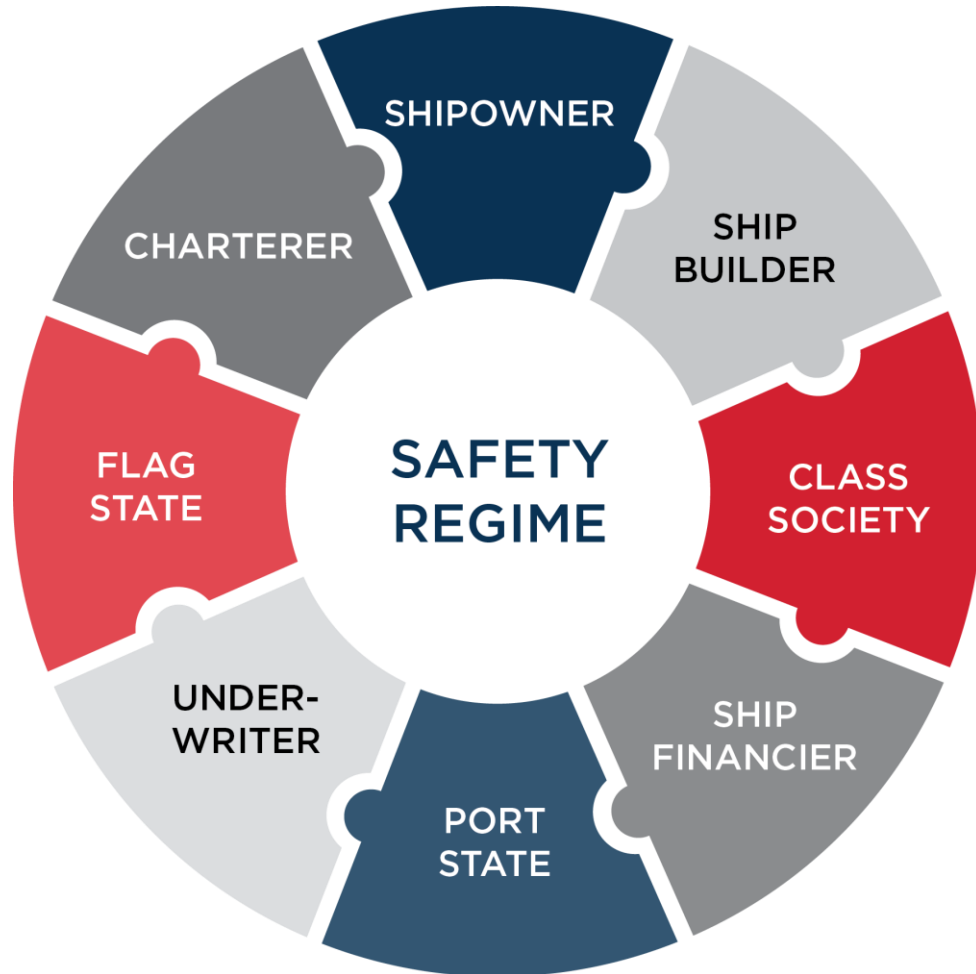 SHIPOWNER
SHIP
BUILDER
CLASS
SOCIETY
SHIP
FINANCIER
PORT
STATE
UNDER-
WRITER
FLAG
STATE
CHARTERER
SAFETY
REGIME